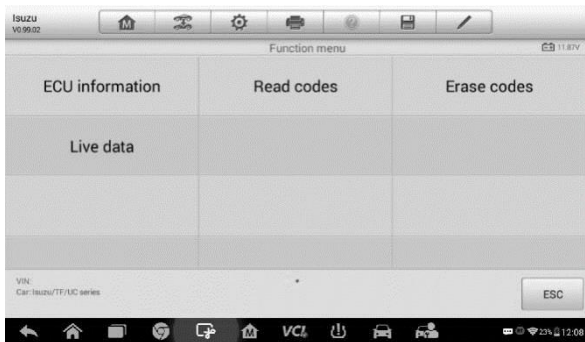 Isuzu
V0.99.02
Function menu
11.87V
ECU information
Read codes
Erase codes
Live data
VIN:
Car: Isuzu/TF/UC series
ESC
VCI
23%
12:08